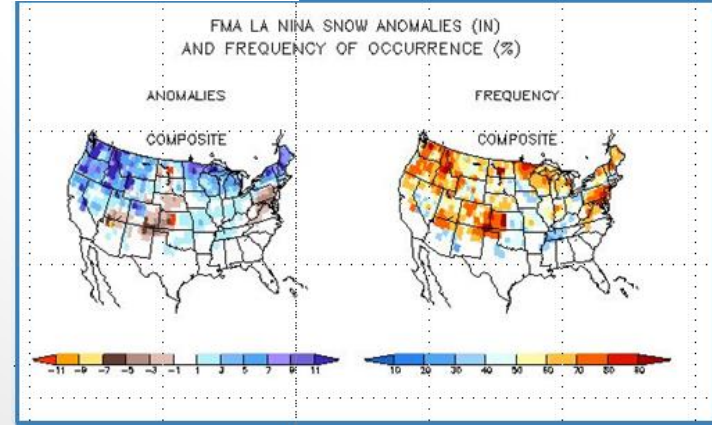 FMA LA NINA SNOW ANOMALIES (IN)
AND FREQUENCY OF OCCURRENCE (%)
ANOMALIES
FREQUENCY
COMPOSITE
COMPOSITE
-11 -9 -7 -5 -3 -1 1 3 5 7 9 11
10 20 30 40 50 60 70 80 90